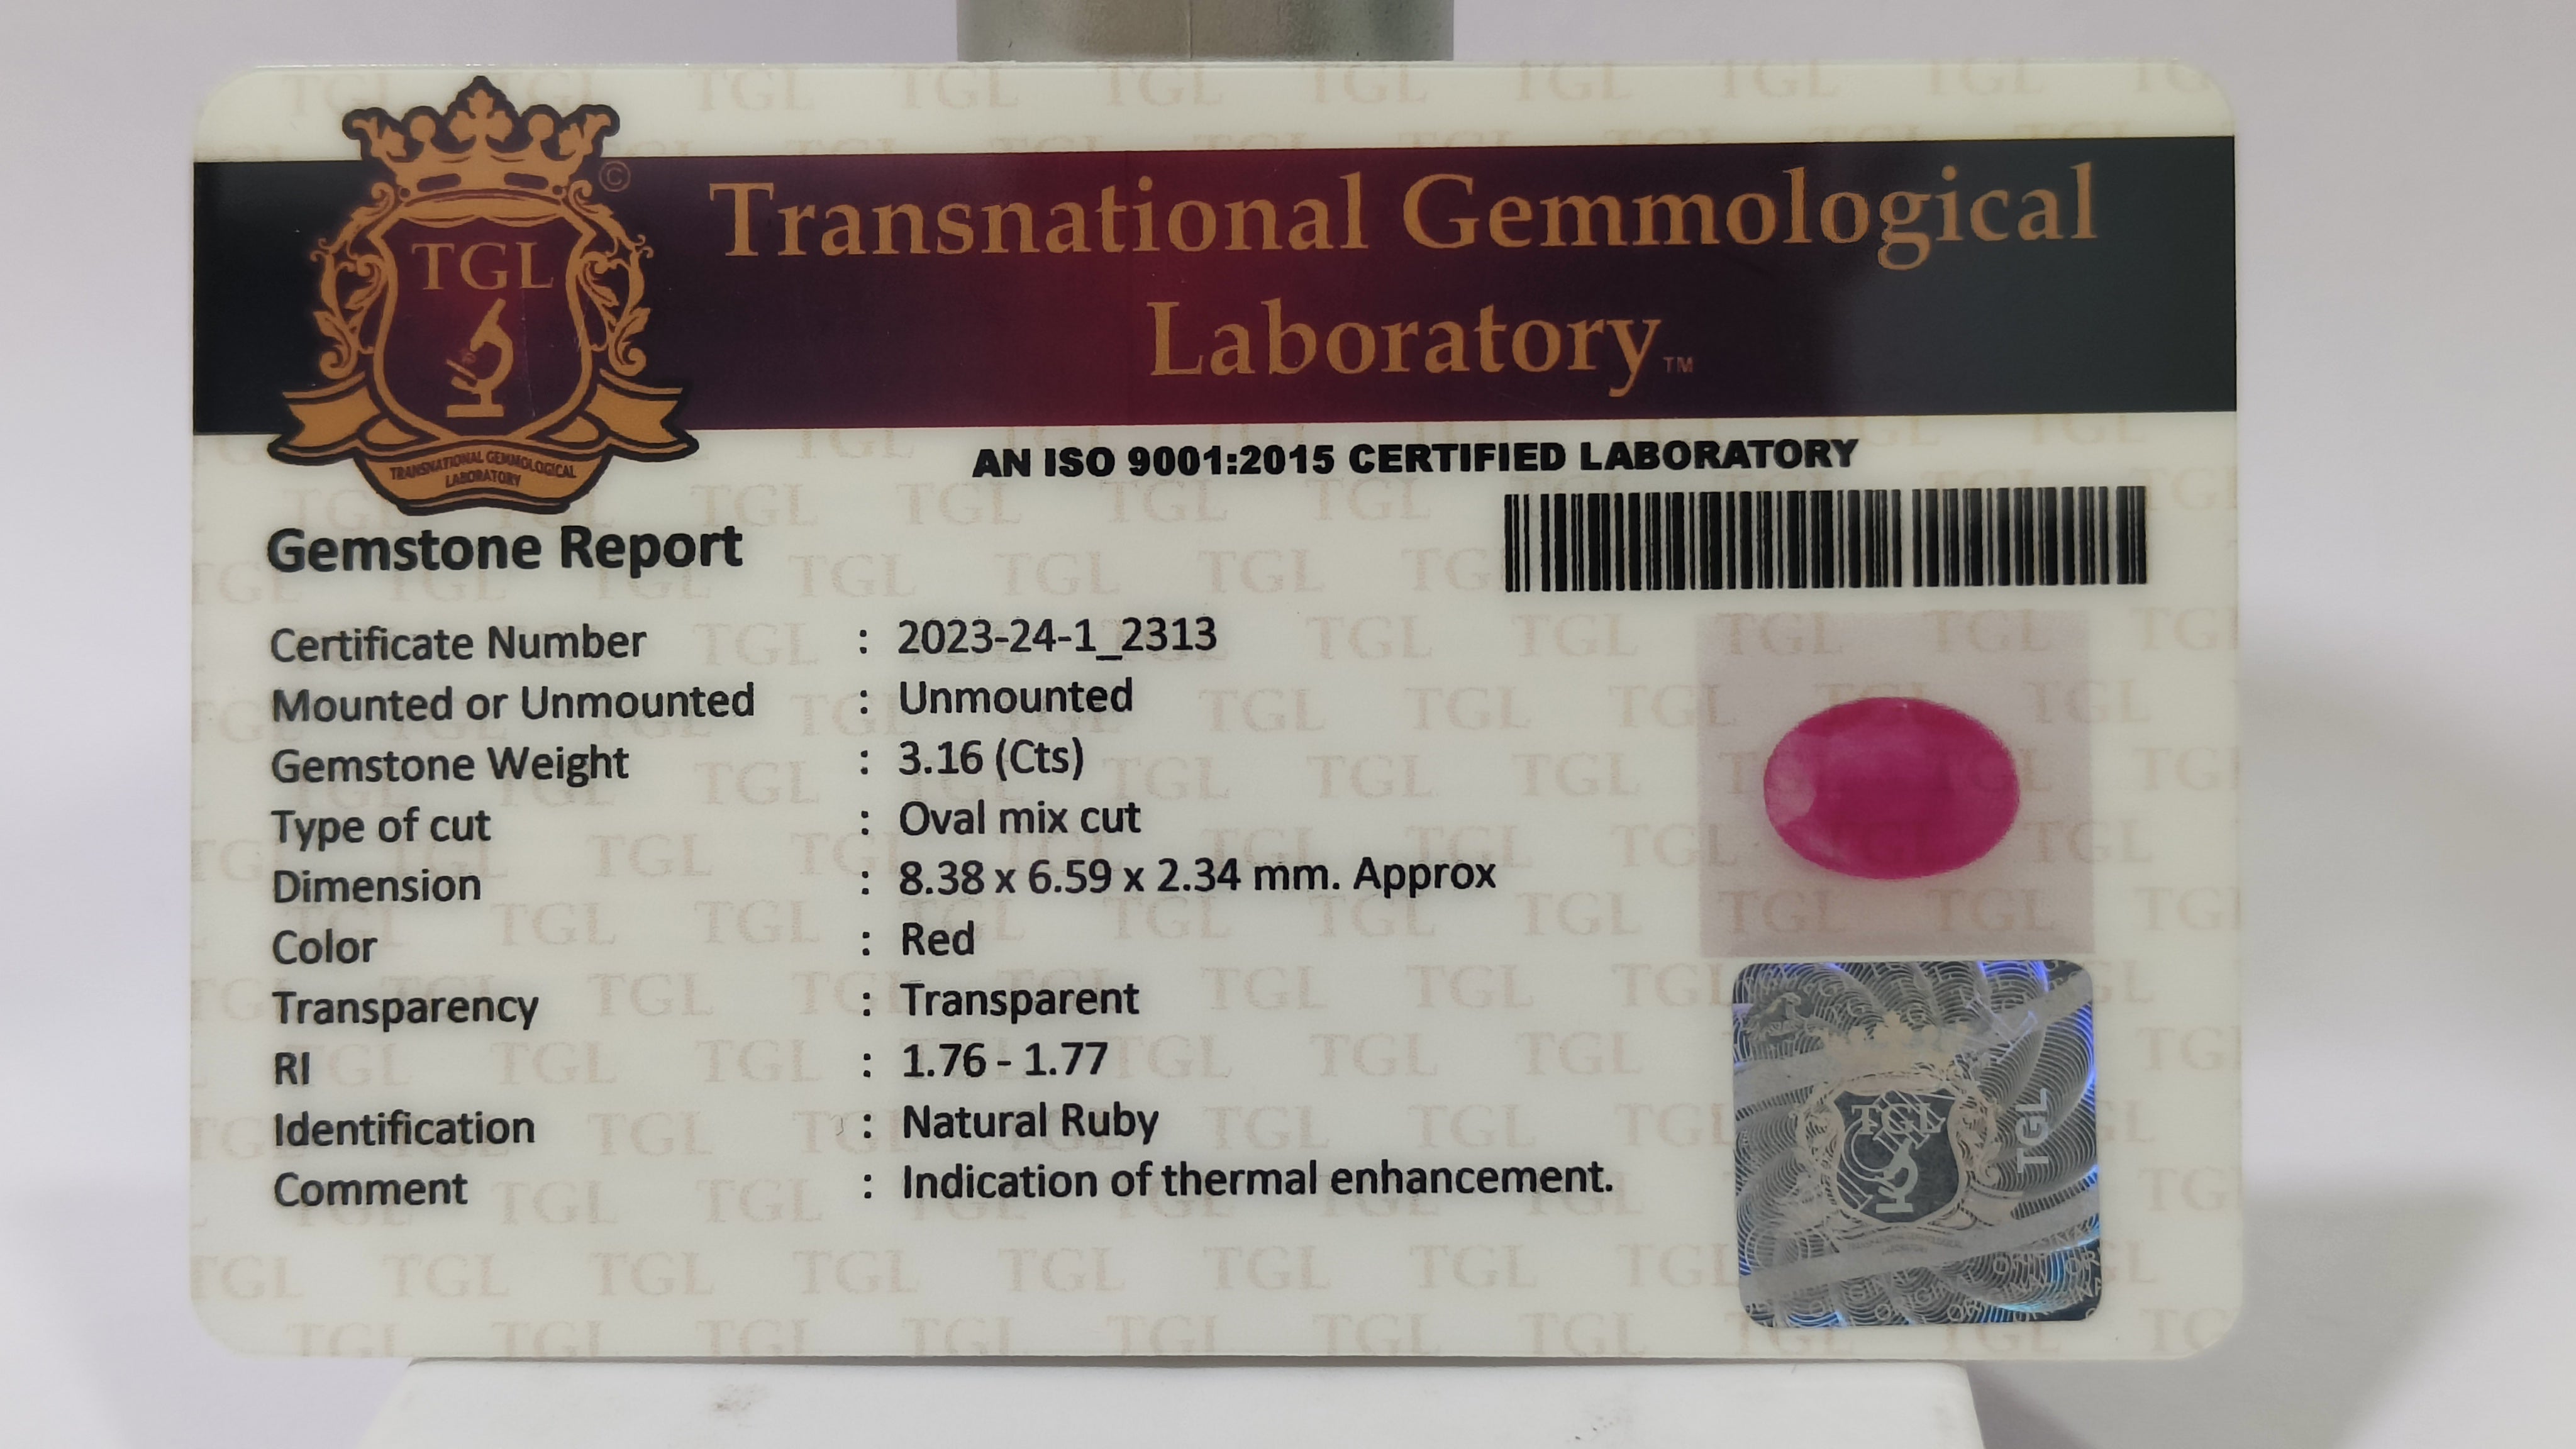 Transnational Gemmological
Laboratory™
©
TGL
TRANSNATIONAL GEMMOLOGICAL
LABORATORY
AN ISO 9001:2015 CERTIFIED LABORATORY
Gemstone Report
Certificate Number : 2023-24-1_2313
Mounted or Unmounted : Unmounted
Gemstone Weight : 3.16 (Cts)
Type of cut : Oval mix cut
Dimension : 8.38 x 6.59 x 2.34 mm. Approx
Color : Red
Transparency : Transparent
RI : 1.76 - 1.77
Identification : Natural Ruby
Comment : Indication of thermal enhancement.
TGL
TGL